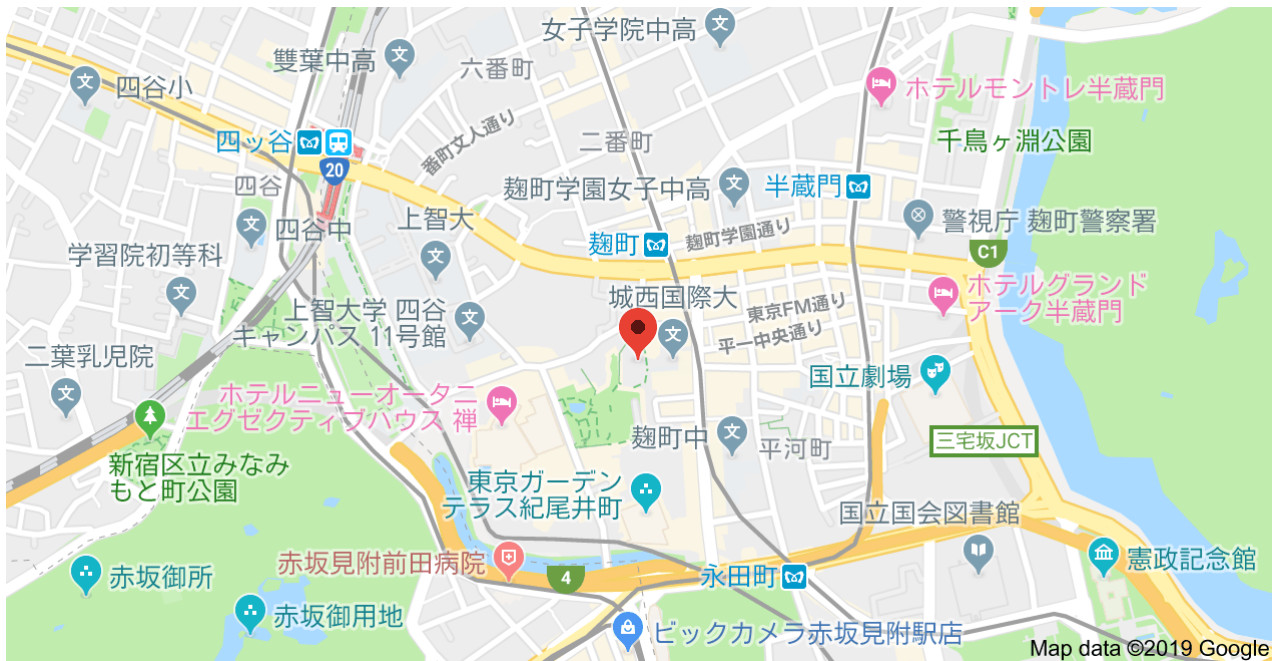 女子学院中高
雙葉中高
六番町
四谷小
ホテルモントレ半蔵門
四ッ谷
番町文人通り
二番町
千鳥ヶ淵公園
20
四谷
麹町学園女子中高
半蔵門
上智大
四谷中
麹町
麹町学園通り
警視庁 麹町警察署
学習院初等科
C1
城西国際大
ホテルグランド
アーク半蔵門
上智大学 四谷
キャンパス 11号館
東京FM通り
平一中央通り
二葉乳児院
国立劇場
ホテルニューオータニ
エグゼクティブハウス 禅
麹町中
平河町
三宅坂JCT
新宿区立みなみ
もと町公園
東京ガーデン
テラス紀尾井町
国立国会図書館
赤坂見附前田病院
憲政記念館
赤坂御所
4
永田町
赤坂御用地
ビックカメラ赤坂見附駅店
Map data ©2019 Google